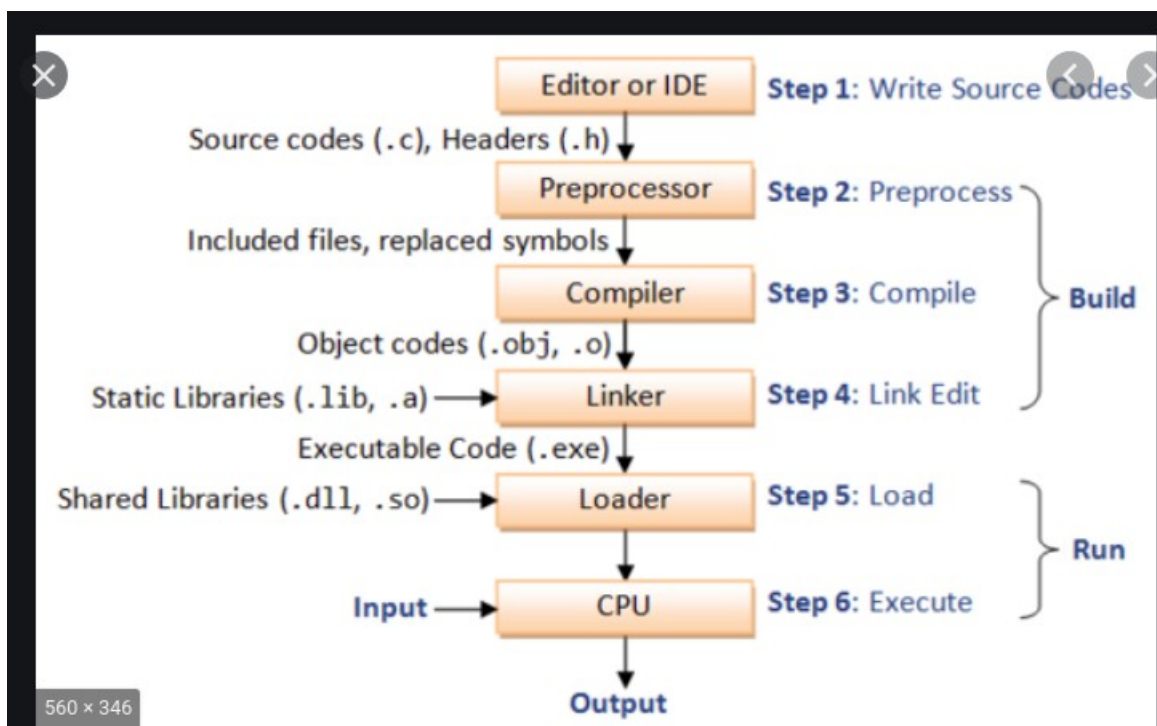 Editor or IDE Step 1: Write Source Codes
Source codes (.c), Headers (.h)
Preprocessor Step 2: Preprocess
Included files, replaced symbols
Compiler Step 3: Compile
Build
Object codes (.obj, .o)
Static Libraries (.lib, .a) Linker Step 4: Link Edit
Executable Code (.exe)
Shared Libraries (.dll, .so) Loader Step 5: Load
Run
Input CPU Step 6: Execute
Output
560 × 346